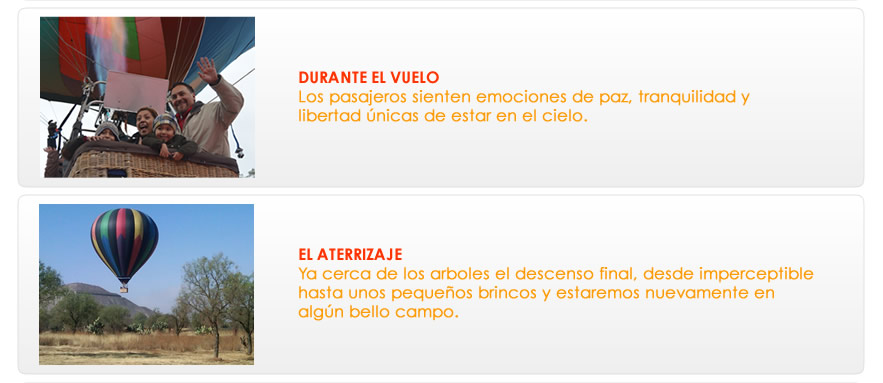 DURANTE EL VUELO
Los pasajeros sienten emociones de paz, tranquilidad y
libertad únicas de estar en el cielo.
EL ATERRIZAJE
Ya cerca de los arboles el descenso final, desde imperceptible
hasta unos pequeños brincos y estaremos nuevamente en
algún bello campo.